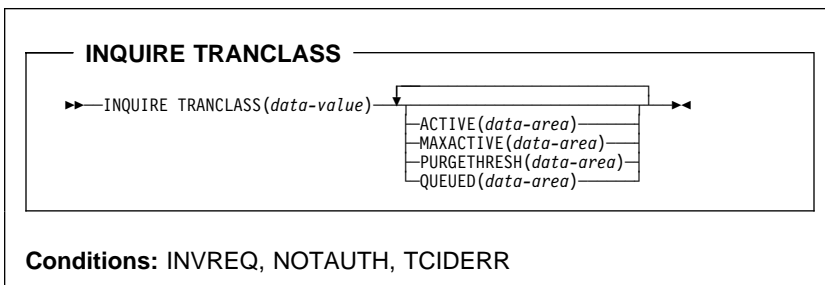 INQUIRE TRANCLASS
INQUIRE TRANCLASS(data-value)
ACTIVE(data-area)
MAXACTIVE(data-area)
PURGETHRESH(data-area)
QUEUED(data-area)
Conditions: INVREQ, NOTAUTH, TCIDERR